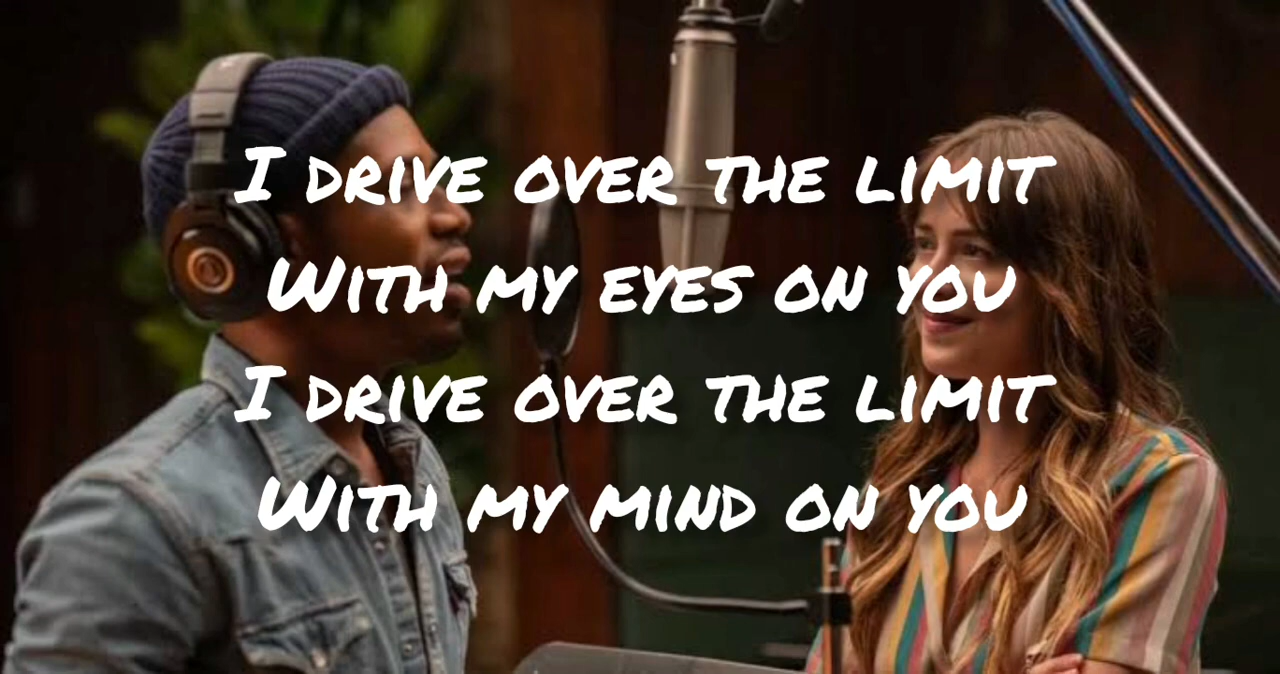 I drive over the limit
With my eyes on you
I drive over the limit
With my mind on you